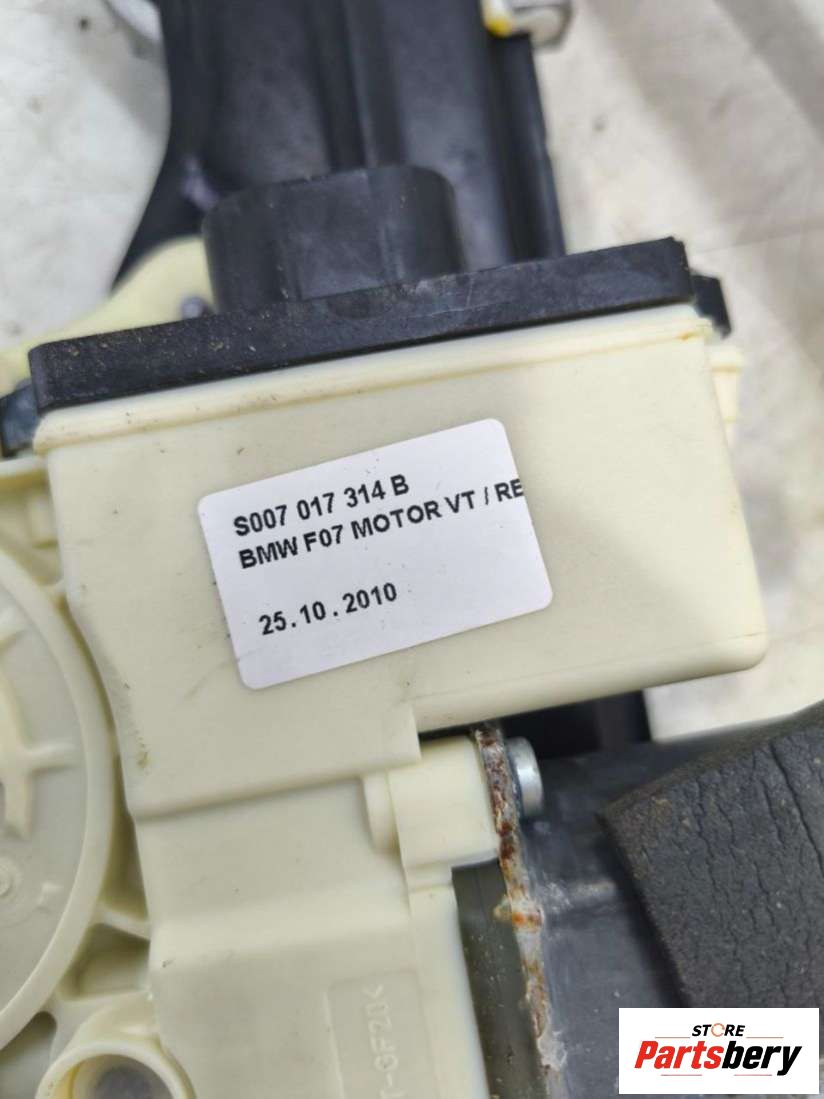 S007 017 314 B
BMW F07 MOTOR VT / RE
25.10.2010
STORE
Partsbery